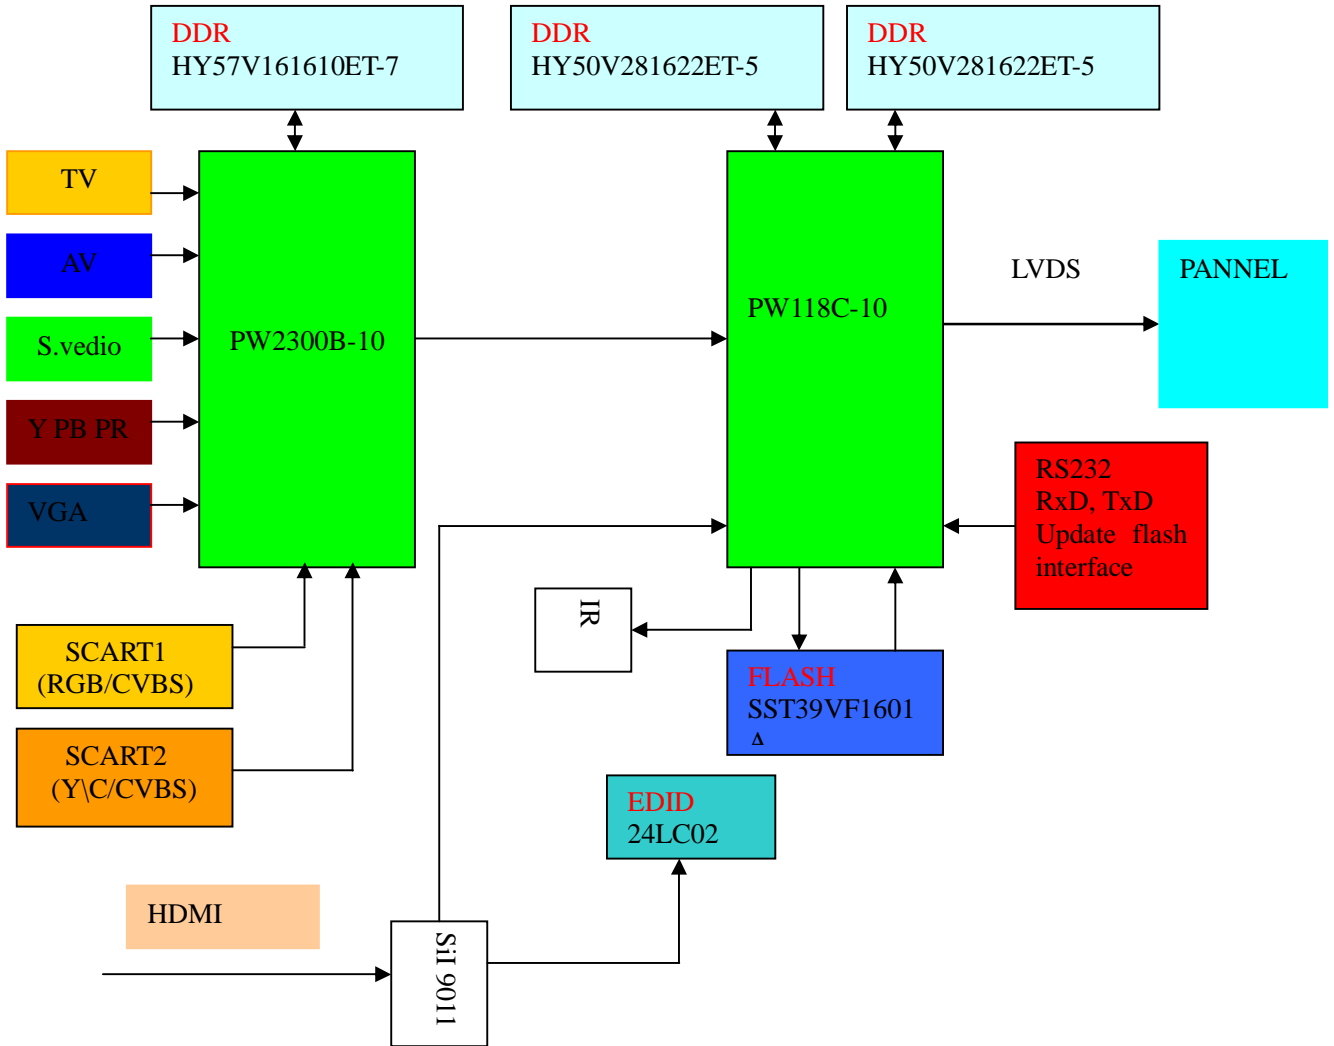 DDR
HY57V161610ET-7
DDR
HY50V281622ET-5
DDR
HY50V281622ET-5
TV
AV
S.vedio
Y PB PR
VGA
PW2300B-10
PW118C-10
LVDS
PANNEL
RS232
RxD, TxD
Update flash
interface
IR
SCART1
(RGB/CVBS)
SCART2
(Y\C/CVBS)
FLASH
SST39VF1601
A
EDID
24LC02
HDMI
SiI 9011